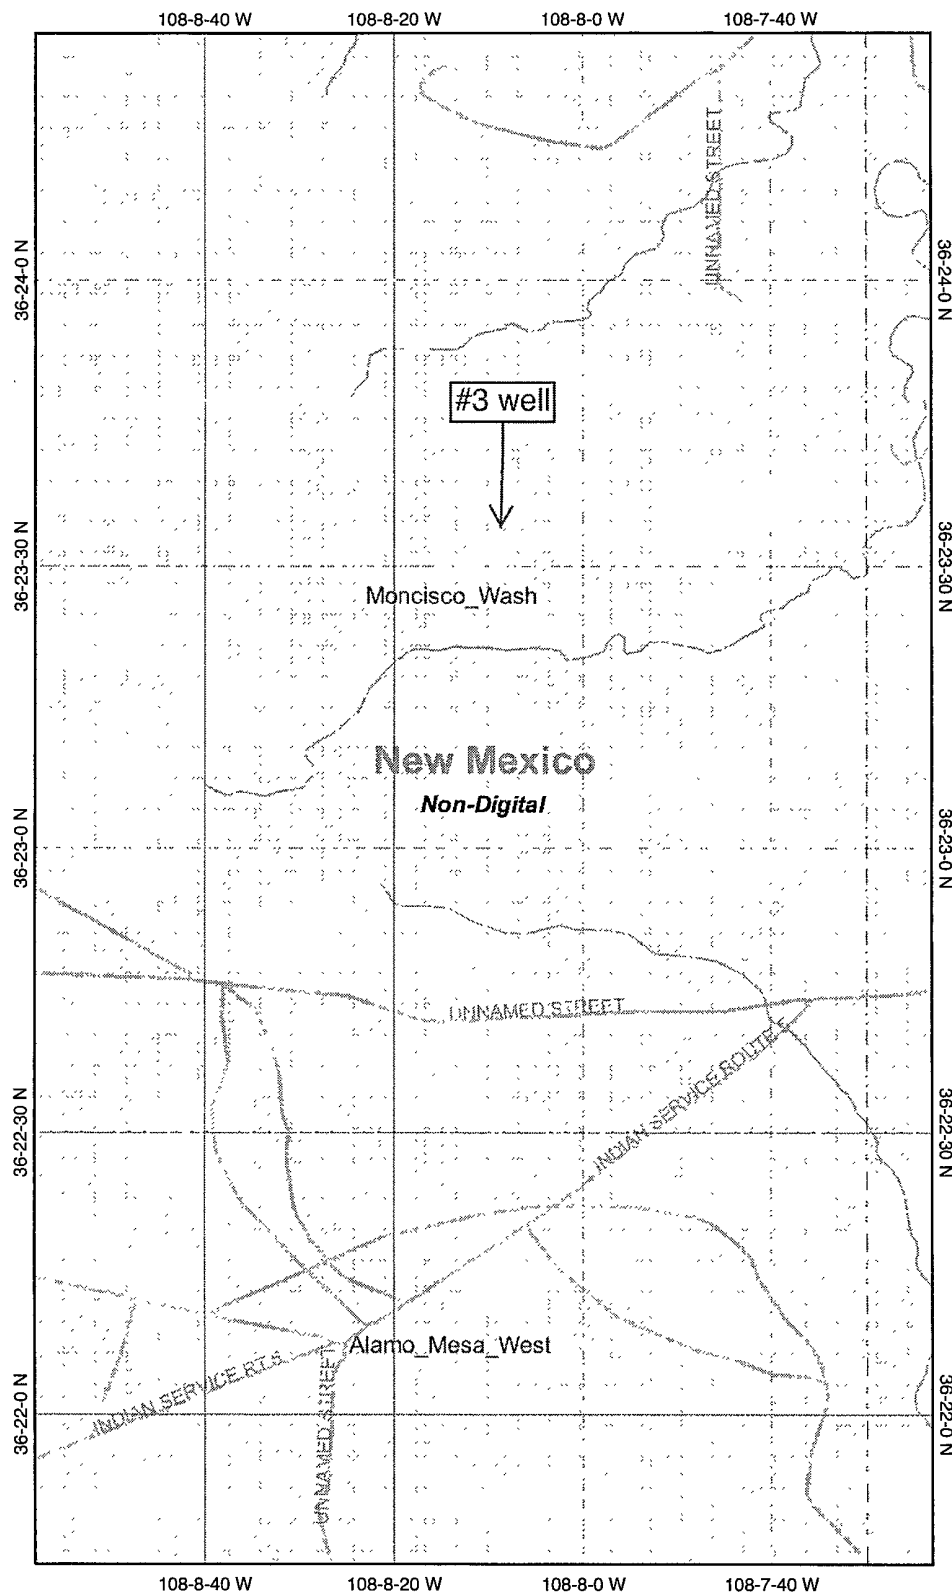 108-8-40 W 108-8-20 W 108-8-0 W 108-7-40 W
UNNAMED STREET
36-24-0 N 36-24-0 N
#3 well
36-23-30 N 36-23-30 N
Moncisco_Wash
New Mexico
Non-Digital
36-23-0 N 36-23-0 N
UNNAMED STREET
INDIAN SERVICE ROUTE
36-22-30 N 36-22-30 N
Alamo_Mesa_West
INDIAN SERVICE RT 5
UNNAMED STREET
36-22-0 N 36-22-0 N
108-8-40 W 108-8-20 W 108-8-0 W 108-7-40 W